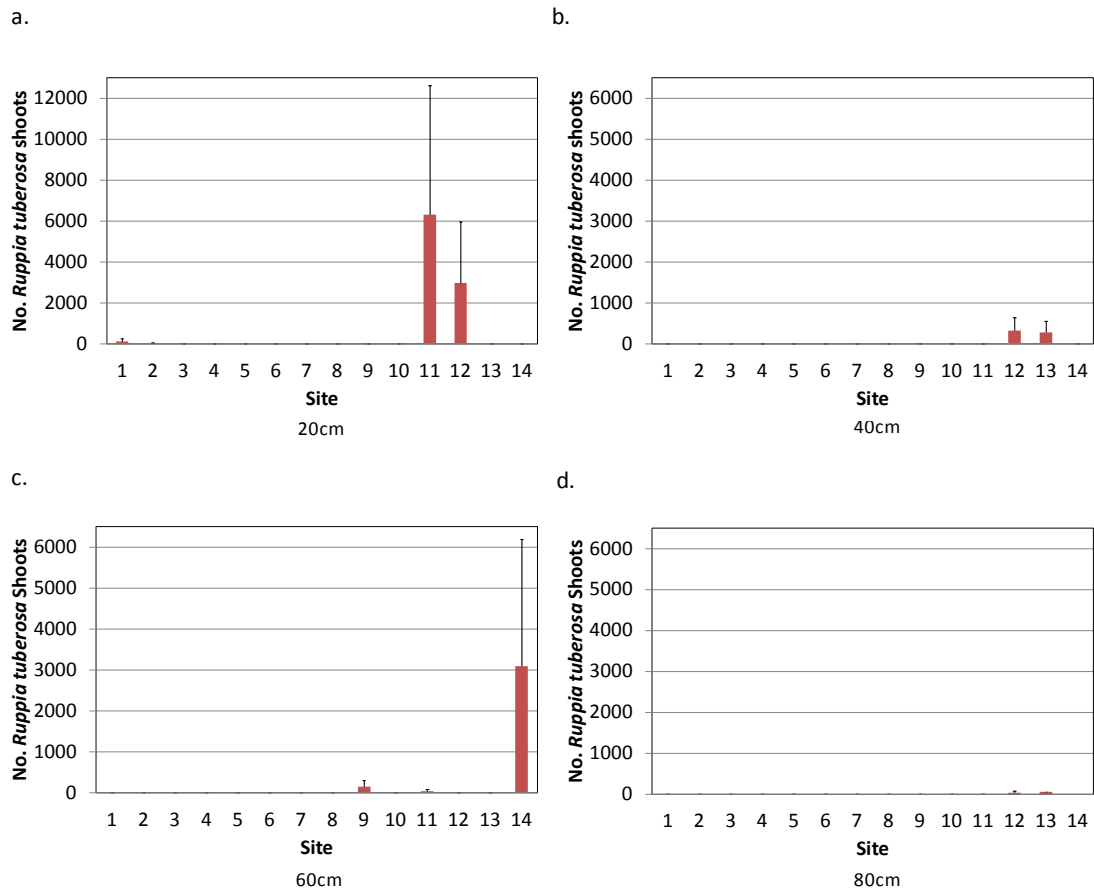 a.
No. Ruppia tuberosa shoots
12000
10000
8000
6000
4000
2000
0
1 2 3 4 5 6 7 8 9 10 11 12 13 14
Site
20cm
b.
No. Ruppia tuberosa shoots
6000
5000
4000
3000
2000
1000
0
1 2 3 4 5 6 7 8 9 10 11 12 13 14
Site
40cm
c.
No. Ruppia tuberosa Shoots
6000
5000
4000
3000
2000
1000
0
1 2 3 4 5 6 7 8 9 10 11 12 13 14
Site
60cm
d.
No. Ruppia tuberosa Shoots
6000
5000
4000
3000
2000
1000
0
1 2 3 4 5 6 7 8 9 10 11 12 13 14
Site
80cm